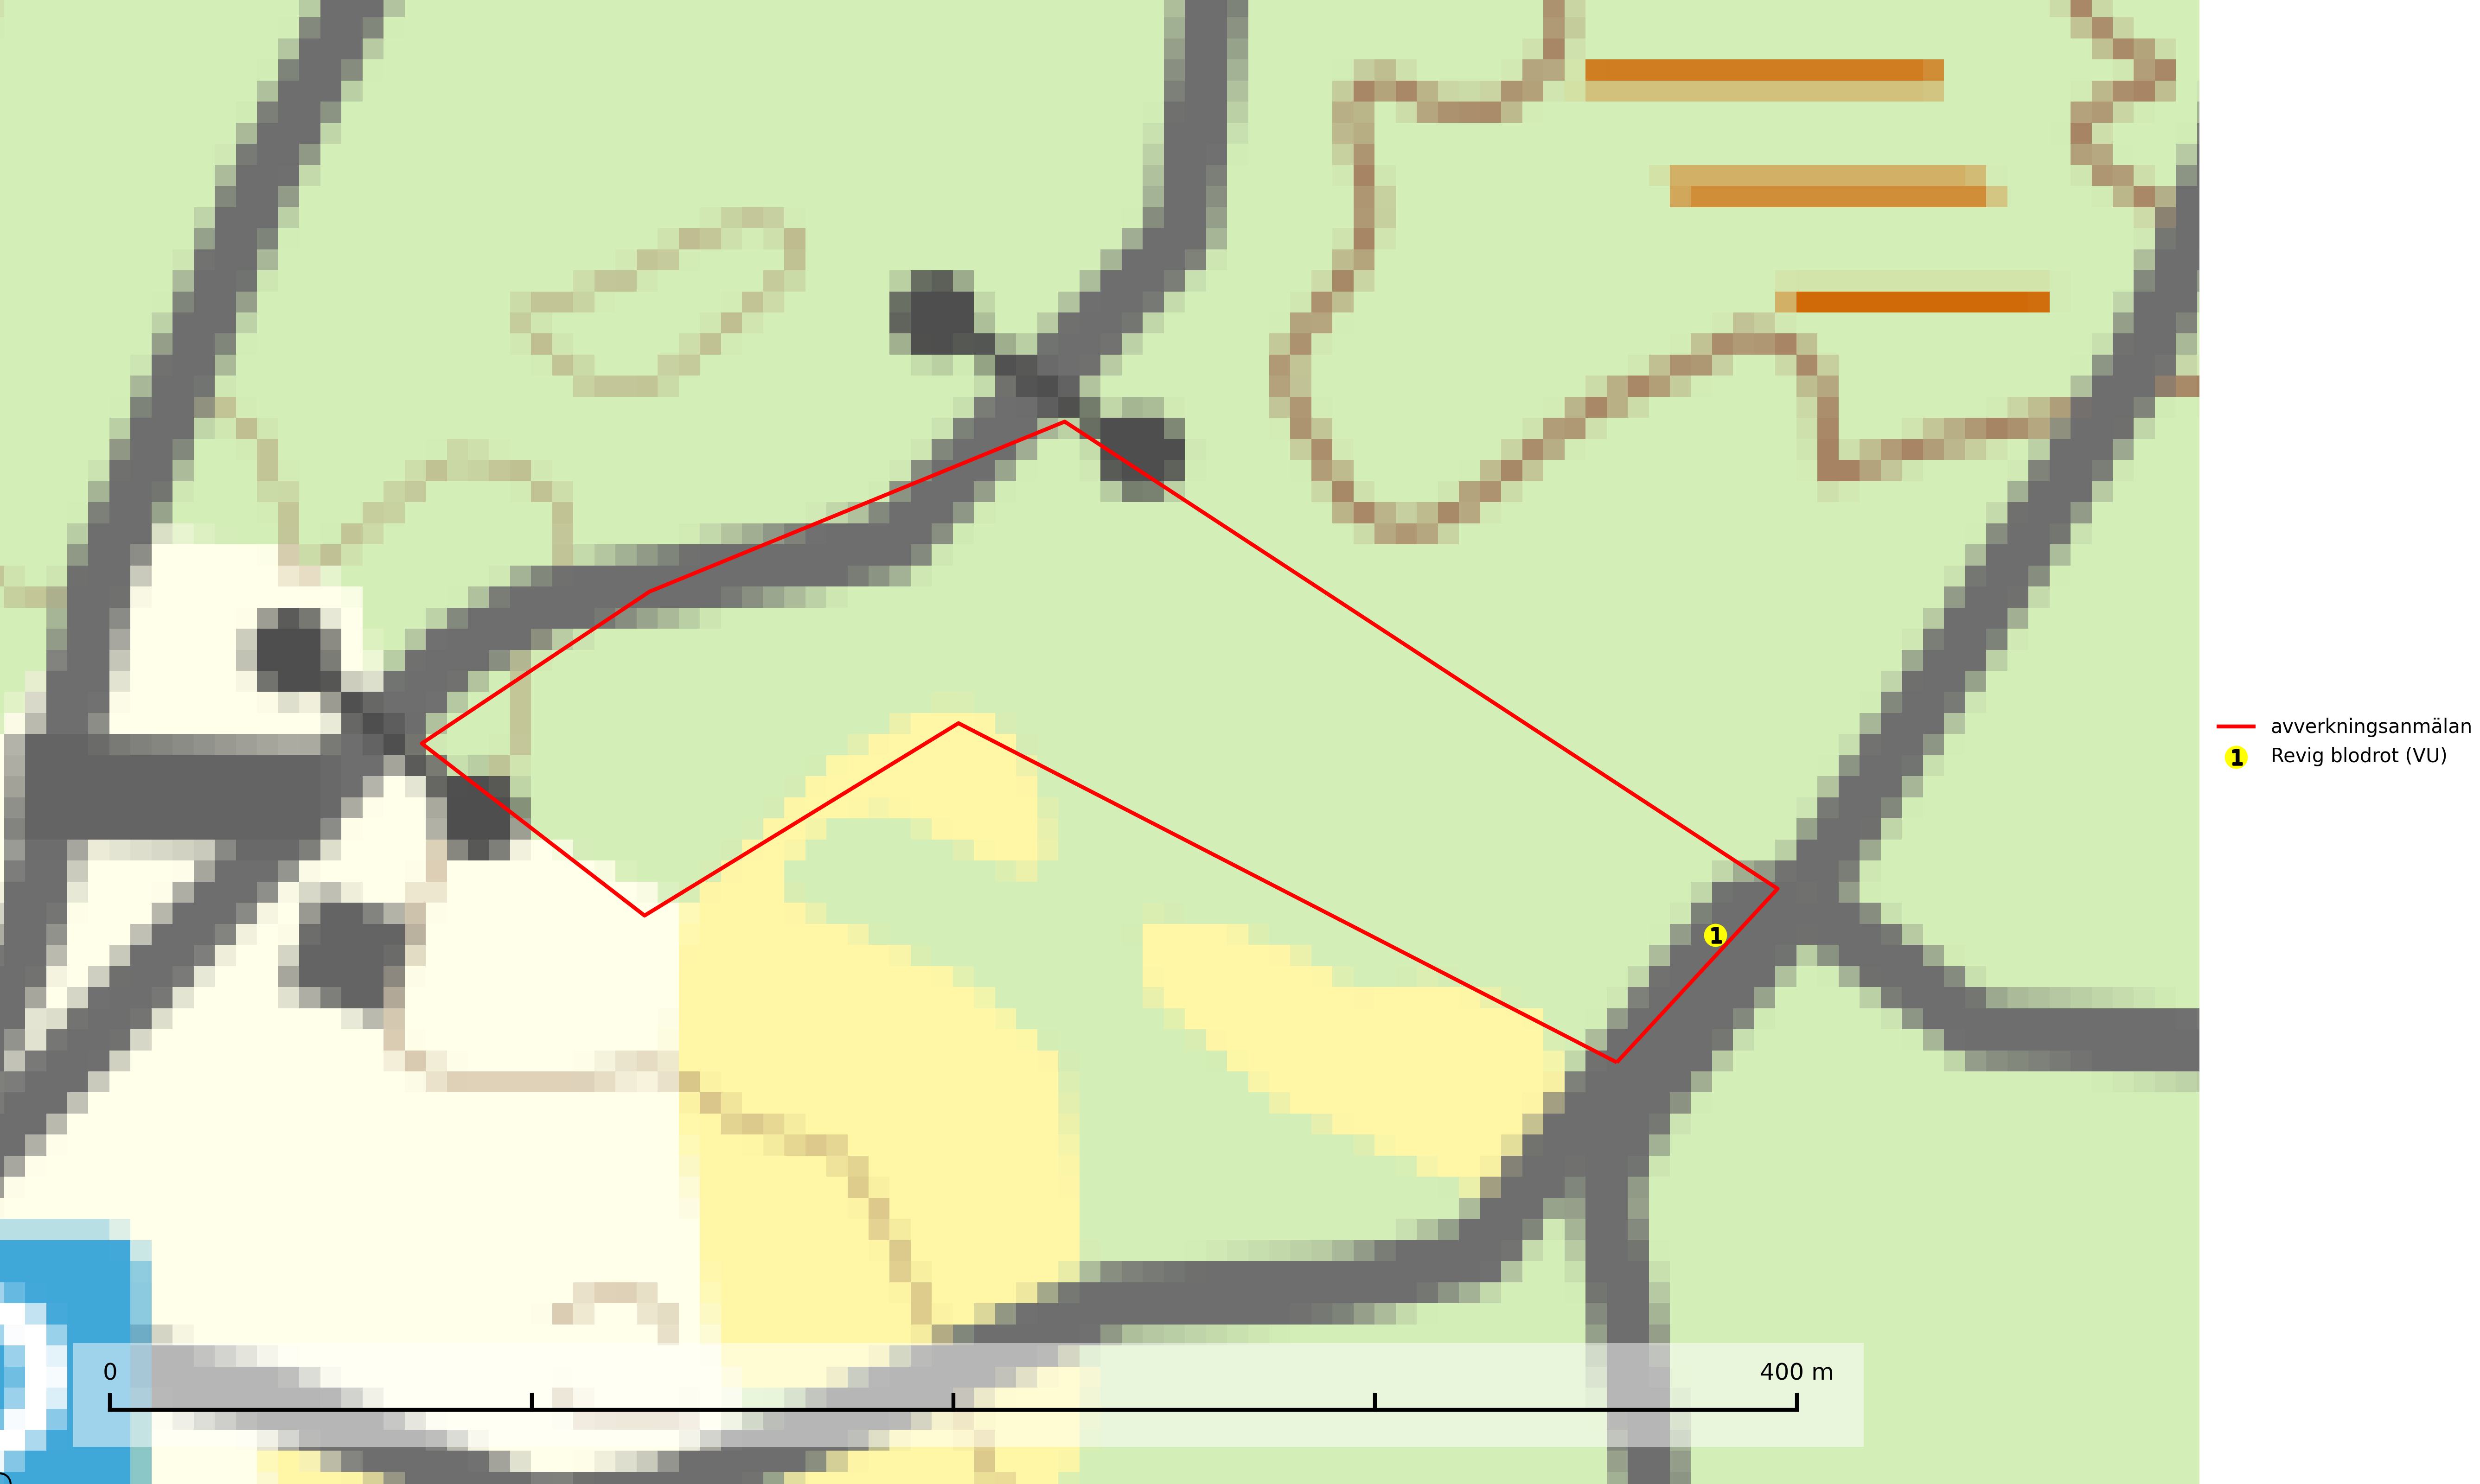 1
avverkningsanmälan
1 Revig blodrot (VU)
0 400 m